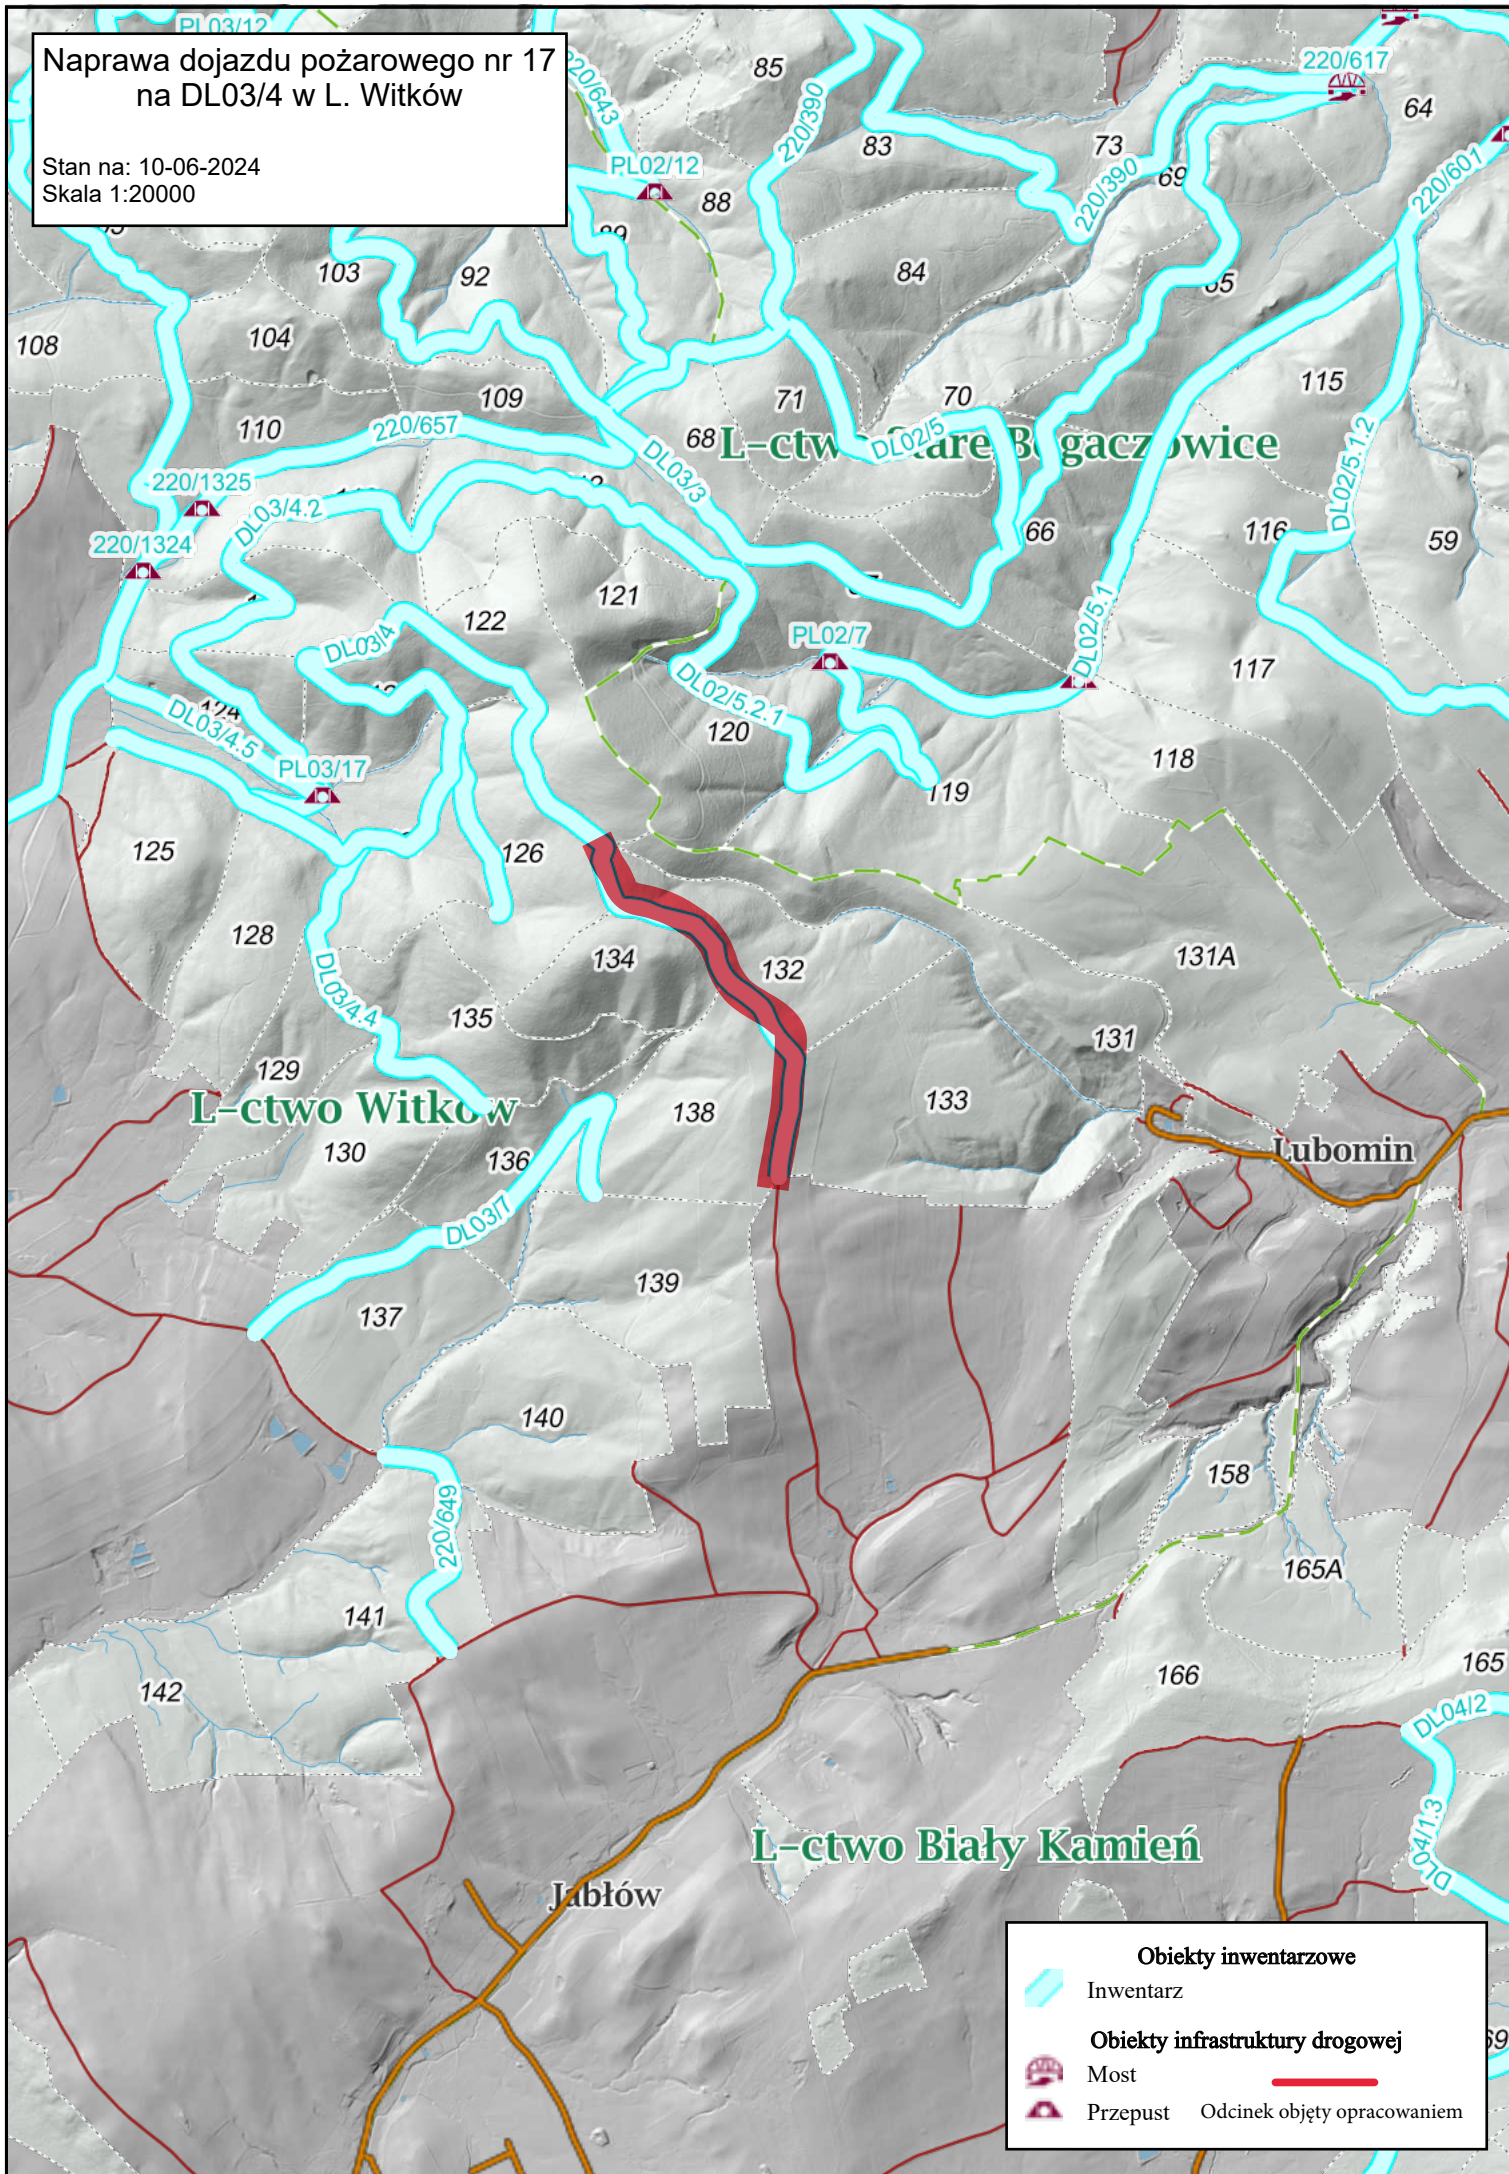 Naprawa dojazdu pożarowego nr 17
na DL03/4 w L. Witków
Stan na: 10-06-2024
Skala 1:20000
PL03/12
220/643
85
220/390
83
73
220/390
69
220/617
64
220/601
PL02/12
88
89
84
65
103
92
104
108
109
110
220/657
71
70
68
L-ctwo Stare Bogaczowice
DL02/5
DL03/3
115
DL02/5.1.2
116
59
66
220/1325
220/1324
DL03/4.2
121
122
DL03/4
PL02/7
DL02/5.1
117
DL02/5.2.1
120
124
DL03/4.5
PL03/17
118
119
125
126
128
134
132
131A
DL03/4.4
135
131
129
L-ctwo Witków
138
133
130
136
Lubomin
DL03/7
139
137
140
158
220/649
165A
141
142
166
165
DL04/2
DL04/1.3
L-ctwo Biały Kamień
Jabłów
Obiekty inwentarzowe
Inwentarz
Obiekty infrastruktury drogowej
Most
Przepust
Odcinek objęty opracowaniem